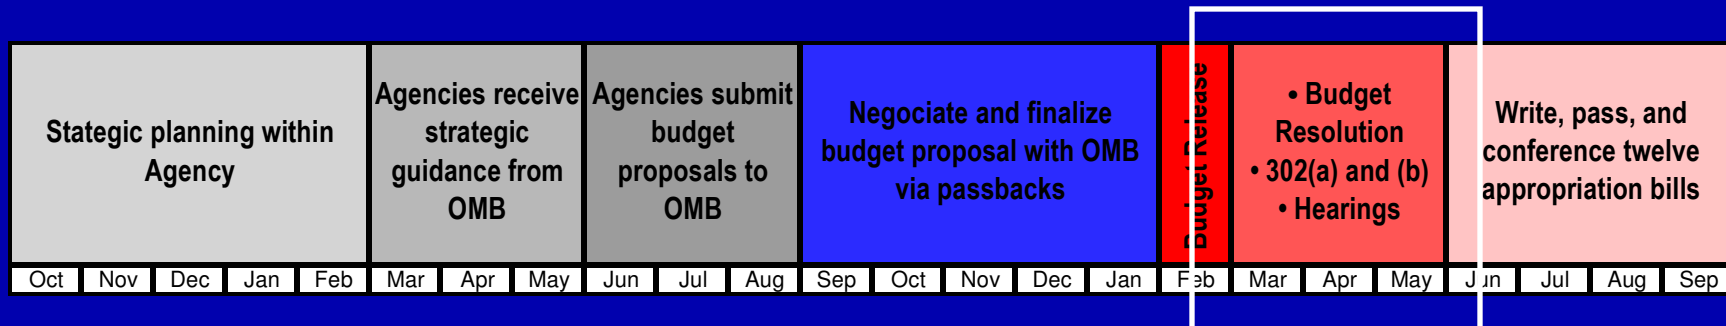 Stategic planning within
Agency
Agencies receive
strategic
guidance from
OMB
Agencies submit
budget
proposals to
OMB
Negociate and finalize
budget proposal with OMB
via passbacks
Budget Release
• Budget
Resolution
• 302(a) and (b)
• Hearings
Write, pass, and
conference twelve
appropriation bills
Oct Nov Dec Jan Feb Mar Apr May Jun Jul Aug Sep Oct Nov Dec Jan Feb Mar Apr May Jun Jul Aug Sep